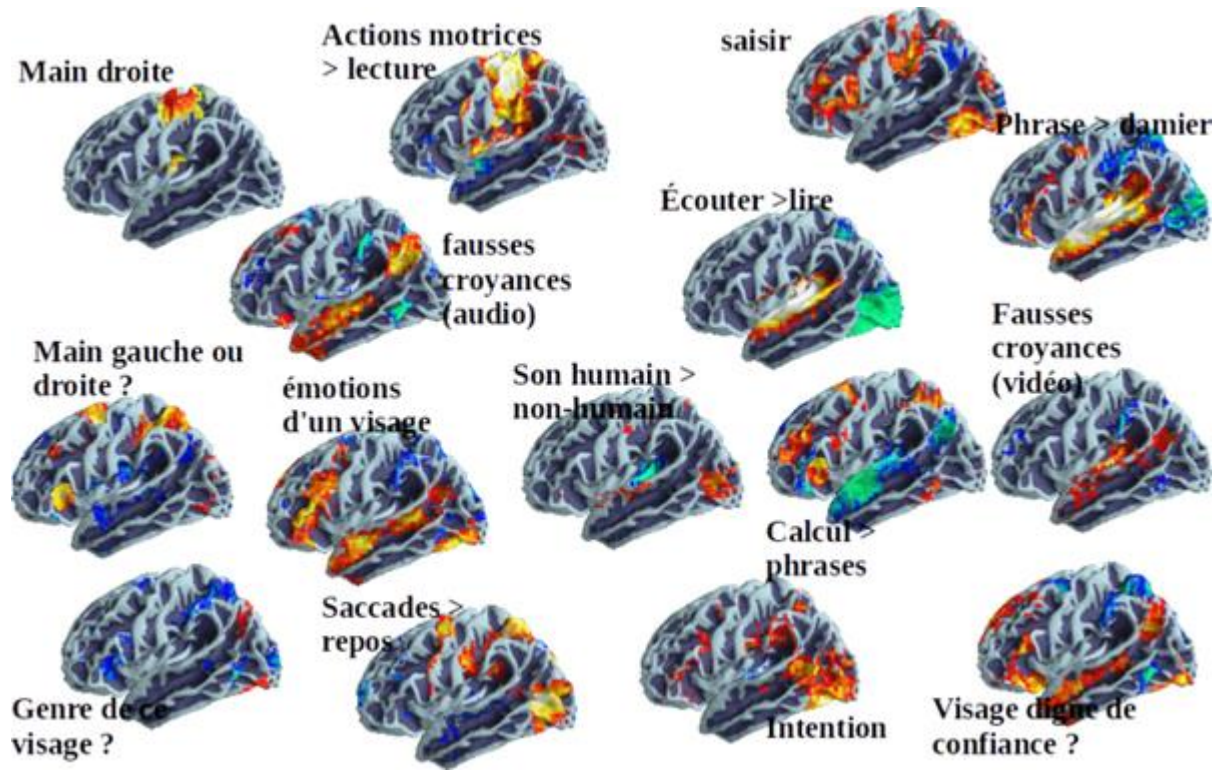 Main droite
Actions motrices
> lecture
saisir
Phrase > damier
Écouter >lire
fausses
croyances
(audio)
Fausses
croyances
(vidéo)
Main gauche ou
droite ?
émotions
d'un visage
Son humain >
non-humain
Calcul >
phrases
Saccades >
repos
Genre de ce
visage ?
Intention
Visage digne de
confiance ?